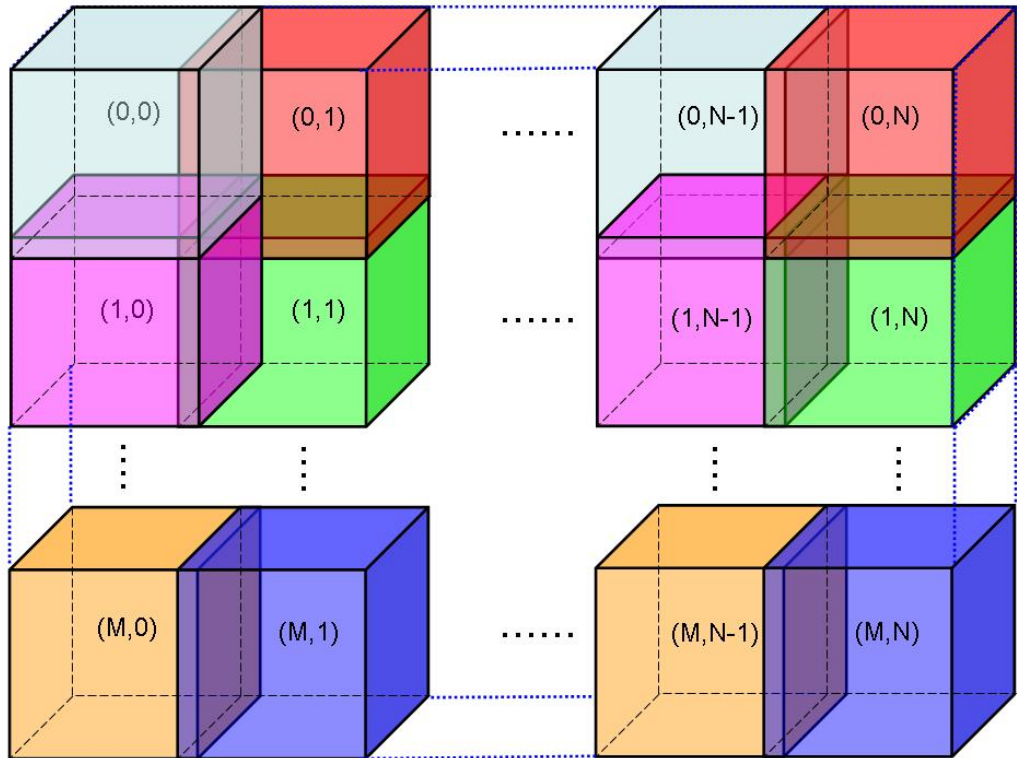 (0,0) (0,1) ...... (0,N-1) (0,N)
(1,0) (1,1) ...... (1,N-1) (1,N)
(M,0) (M,1) ...... (M,N-1) (M,N)